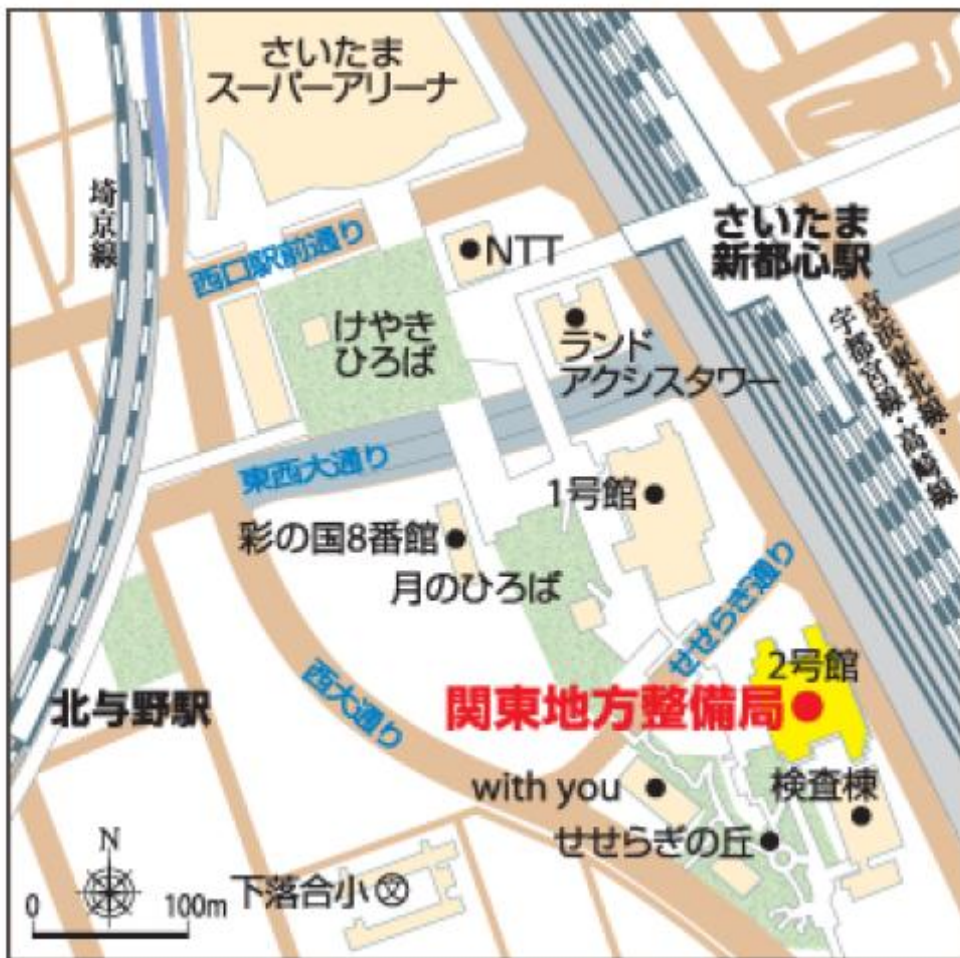 さいたま
スーパーアリーナ
埼京線
西口駅前通り
NTT
さいたま
新都心駅
けやき
ひろば
ランド
アクシスタワー
京浜東北線・
宇都宮線・高崎線
東西大通り
1号館
彩の国8番館
月のひろば
せせらぎ通り
2号館
北与野駅
西大通り
関東地方整備局
with you
検査棟
せせらぎの丘
N
0 100m
下落合小 文